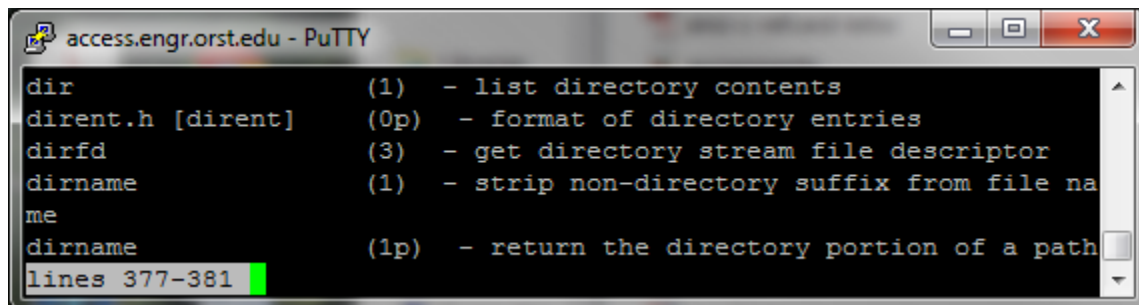 access.engr.orst.edu - PuTTY
dir (1) - list directory contents
dirent.h [dirent] (0p) - format of directory entries
dirfd (3) - get directory stream file descriptor
dirname (1) - strip non-directory suffix from file na
me
dirname (1p) - return the directory portion of a path
lines 377-381